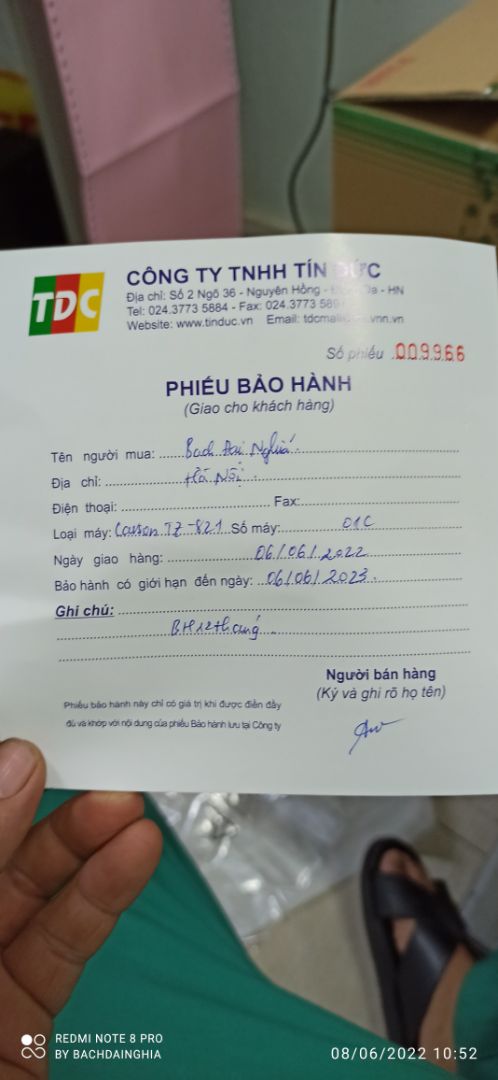 TDC
CÔNG TY TNHH TÍN ĐỨC
Địa chỉ: Số 2 Ngõ 36 - Nguyên Hồng - - HN
Tel: 024.3773 5884 - Fax: 024.3773
Website: www.tinduc.vn Email:
Số phiếu 009966
PHIẾU BẢO HÀNH
(Giao cho khách hàng)
Tên người mua: Bạch Đại Nghĩa
Địa chỉ: Hà Nội
Điện thoại: Fax:
Loại máy: TZ-821 Số máy: 01C
Ngày giao hàng: 06/06/2022
Bảo hành có giới hạn đến ngày: 06/06/2023
Ghi chú:
BH 12 tháng
Người bán hàng
(Ký và ghi rõ họ tên)
Phiếu bảo hành này chỉ có giá trị khi được điền đầy
đủ và khớp với nội dung của phiếu Bảo hành lưu tại Công ty
REDMI NOTE 8 PRO
BY BACHDAINGHIA
08/06/2022 10:52